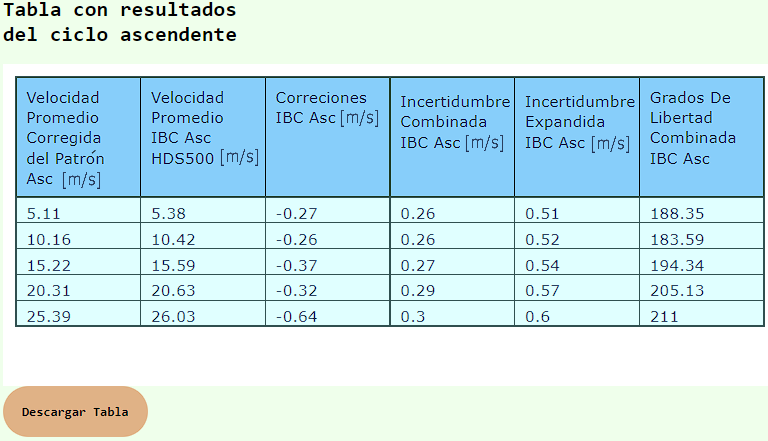 Tabla con resultados
del ciclo ascendente
Velocidad
Promedio
Corregida
del Patrón
Asc [m/s]
Velocidad
Promedio
IBC Asc
HDS500 [m/s]
Correciones
IBC Asc [m/s]
Incertidumbre
Combinada
IBC Asc [m/s]
Incertidumbre
Expandida
IBC Asc [m/s]
Grados De
Libertad
Combinada
IBC Asc
5.11 5.38 -0.27 0.26 0.51 188.35
10.16 10.42 -0.26 0.26 0.52 183.59
15.22 15.59 -0.37 0.27 0.54 194.34
20.31 20.63 -0.32 0.29 0.57 205.13
25.39 26.03 -0.64 0.3 0.6 211
Descargar Tabla